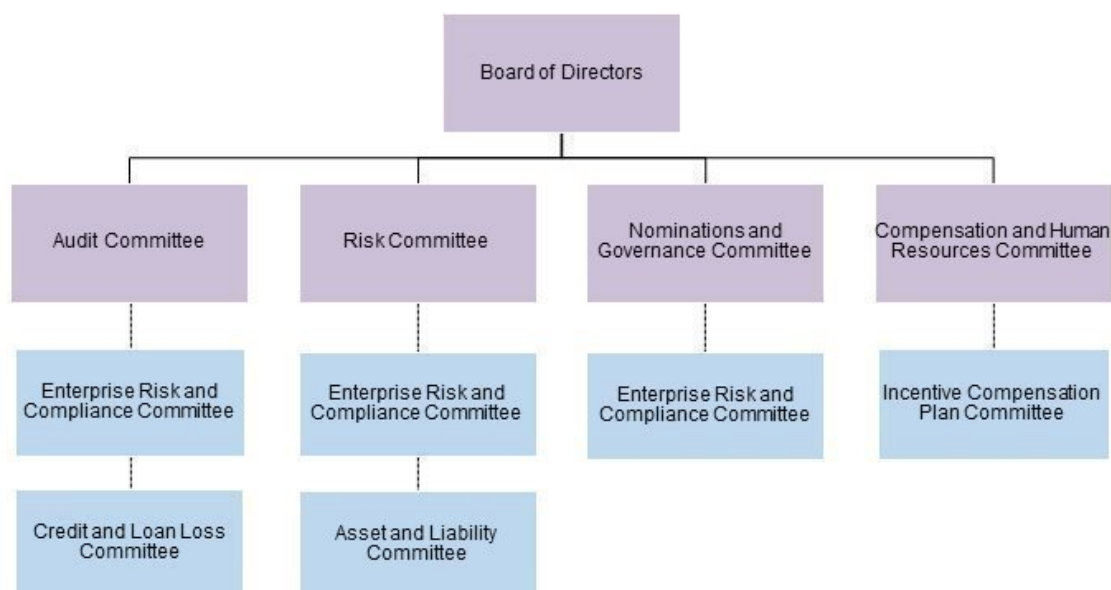 Board of Directors
Audit Committee
Risk Committee
Nominations and
Governance Committee
Compensation and Human
Resources Committee
Enterprise Risk and
Compliance Committee
Enterprise Risk and
Compliance Committee
Enterprise Risk and
Compliance Committee
Incentive Compensation
Plan Committee
Credit and Loan Loss
Committee
Asset and Liability
Committee